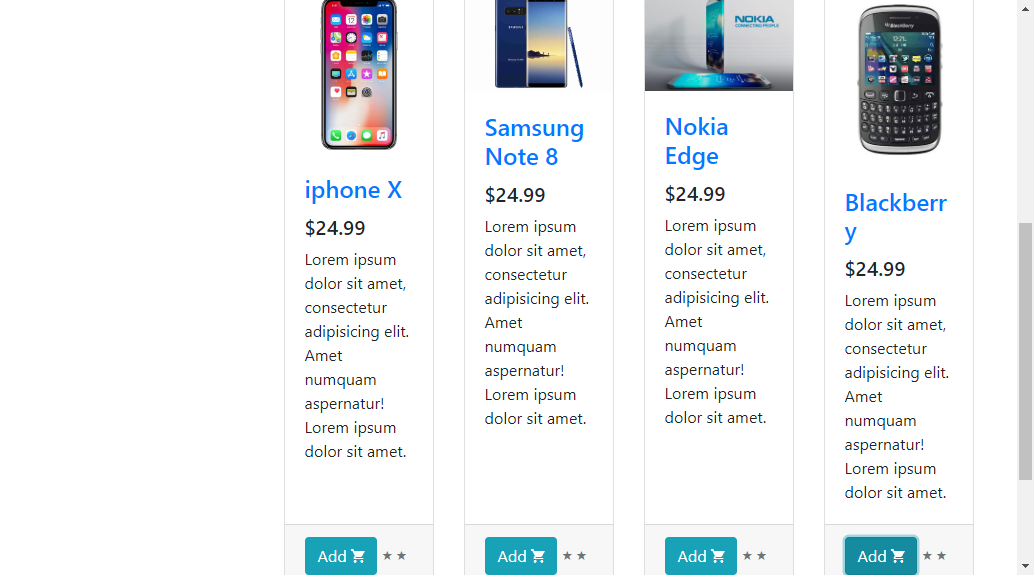 iphone X
$24.99
Lorem ipsum
dolor sit amet,
consectetur
adipisicing elit.
Amet
numquam
aspernatur!
Lorem ipsum
dolor sit amet.
Add
Samsung
Note 8
$24.99
Lorem ipsum
dolor sit amet,
consectetur
adipisicing elit.
Amet
numquam
aspernatur!
Lorem ipsum
dolor sit amet.
Add
NOKIA
CONNECTING PEOPLE
Nokia
Edge
$24.99
Lorem ipsum
dolor sit amet,
consectetur
adipisicing elit.
Amet
numquam
aspernatur!
Lorem ipsum
dolor sit amet.
Add
BlackBerry
Blackberr
y
$24.99
Lorem ipsum
dolor sit amet,
consectetur
adipisicing elit.
Amet
numquam
aspernatur!
Lorem ipsum
dolor sit amet.
Add